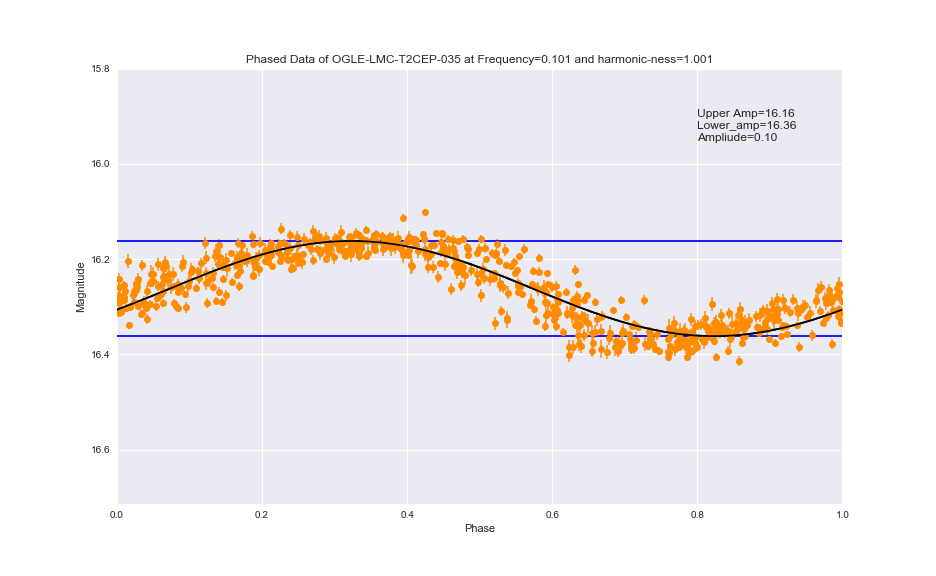 Phased Data of OGLE-LMC-T2CEP-035 at Frequency=0.101 and harmonic-ness=1.001
15.8
Upper Amp=16.16
Lower_amp=16.36
Ampliude=0.10
16.0
16.2
Magnitude
16.4
16.6
0.0 0.2 0.4 0.6 0.8 1.0
Phase